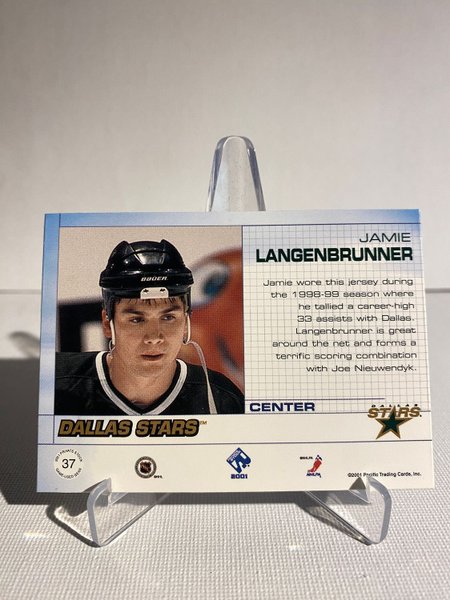 JAMIE
LANGENBRUNNER
Jamie wore this jersey during
the 1998-99 season where
he tallied a career-high
33 assists with Dallas.
Langenbrunner is great
around the net and forms a
terrific scoring combination
with Joe Nieuwendyk.
BAUER
CENTER
DALLAS
STARS
DALLAS STARS™
37
2001
©2001 Pacific Trading Cards, Inc.